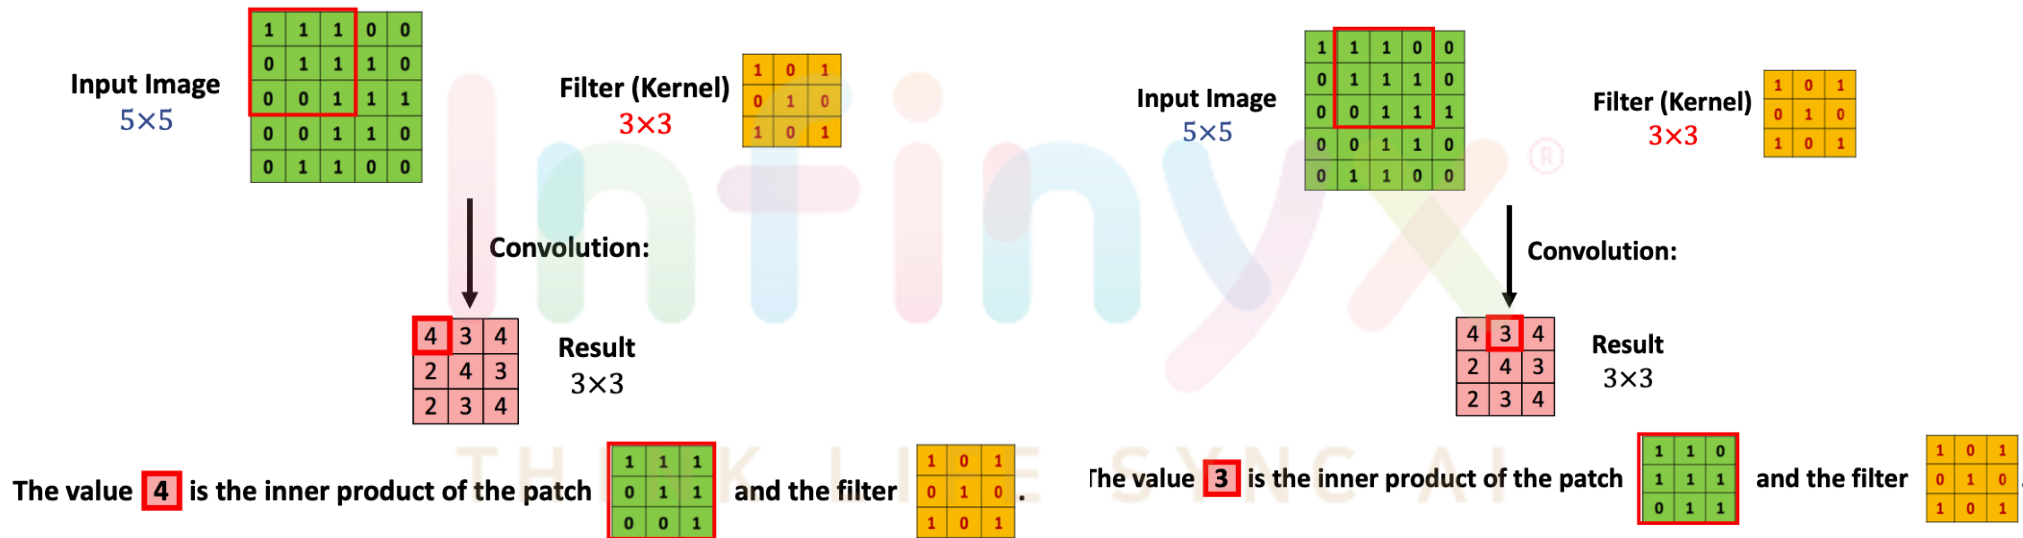 Input Image
5×5
1 1 1 0 0
0 1 1 1 0
0 0 1 1 1
0 0 1 1 0
0 1 1 0 0
Filter (Kernel)
3×3
1 0 1
0 1 0
1 0 1
Convolution:
4 3 4
2 4 3
2 3 4
Result
3×3
The value 4 is the inner product of the patch
1 1 1
0 1 1
0 0 1
and the filter
1 0 1
0 1 0
1 0 1
.
Input Image
5×5
1 1 1 0 0
0 1 1 1 0
0 0 1 1 1
0 0 1 1 0
0 1 1 0 0
Filter (Kernel)
3×3
1 0 1
0 1 0
1 0 1
Convolution:
4 3 4
2 4 3
2 3 4
Result
3×3
The value 3 is the inner product of the patch
1 1 0
1 1 1
0 1 1
and the filter
1 0 1
0 1 0
1 0 1
.
Intinyx®